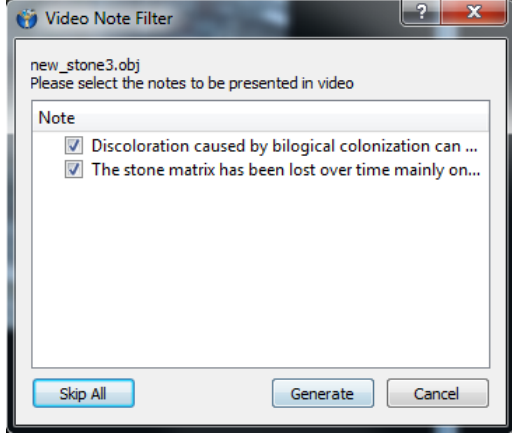 Video Note Filter
?
X
new_stone3.obj
Please select the notes to be presented in video
Note
Discoloration caused by bilogical colonization can ...
The stone matrix has been lost over time mainly on...
Skip All
Generate
Cancel